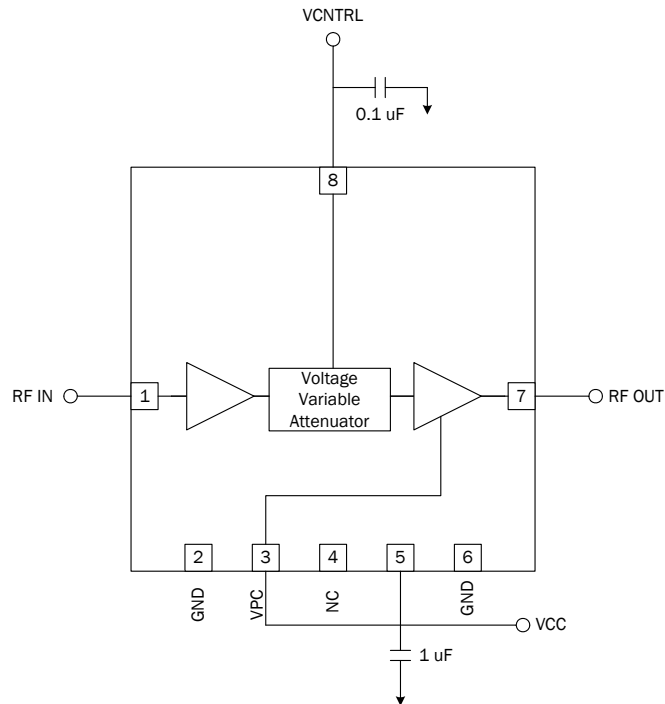 VCNTRL
0.1 uF
8
Voltage
Variable
Attenuator
RF IN
1
7
RF OUT
2
3
4
5
6
GND
VPC
NC
GND
VCC
1 uF